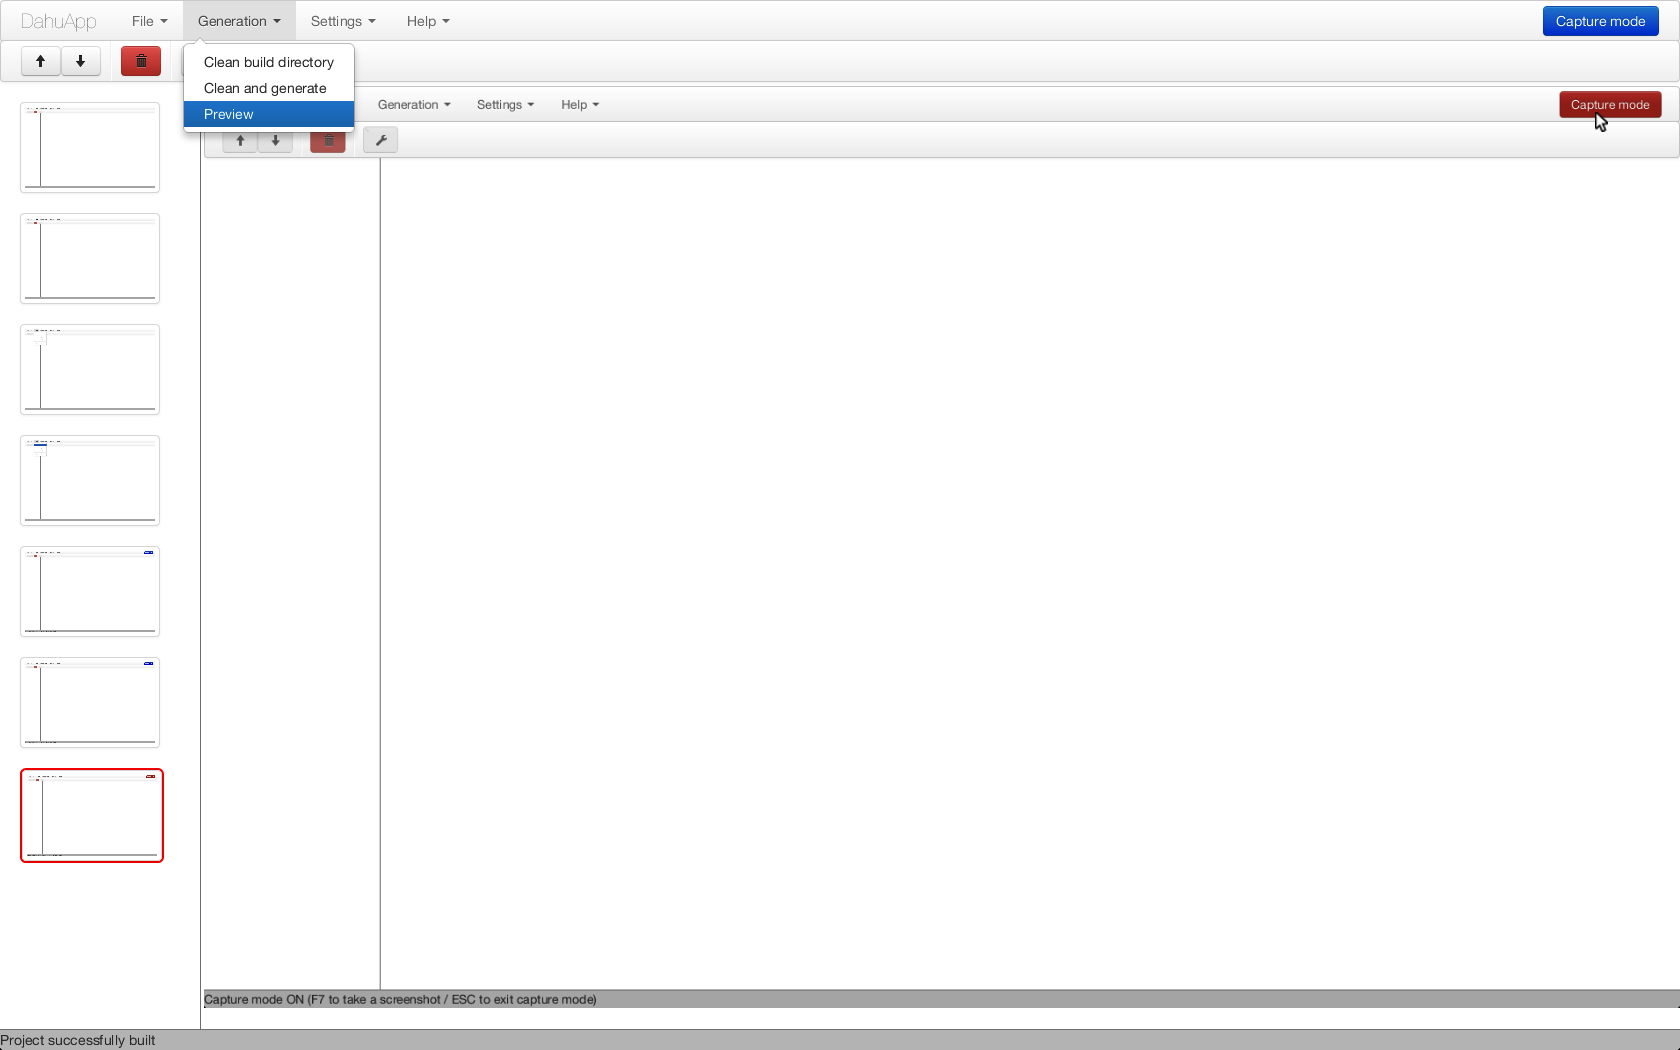 DahuApp File Generation Settings Help Capture mode
Clean build directory
Clean and generate
Preview
Generation Settings Help Capture mode
Capture mode ON (F7 to take a screenshot / ESC to exit capture mode)
Project successfully built